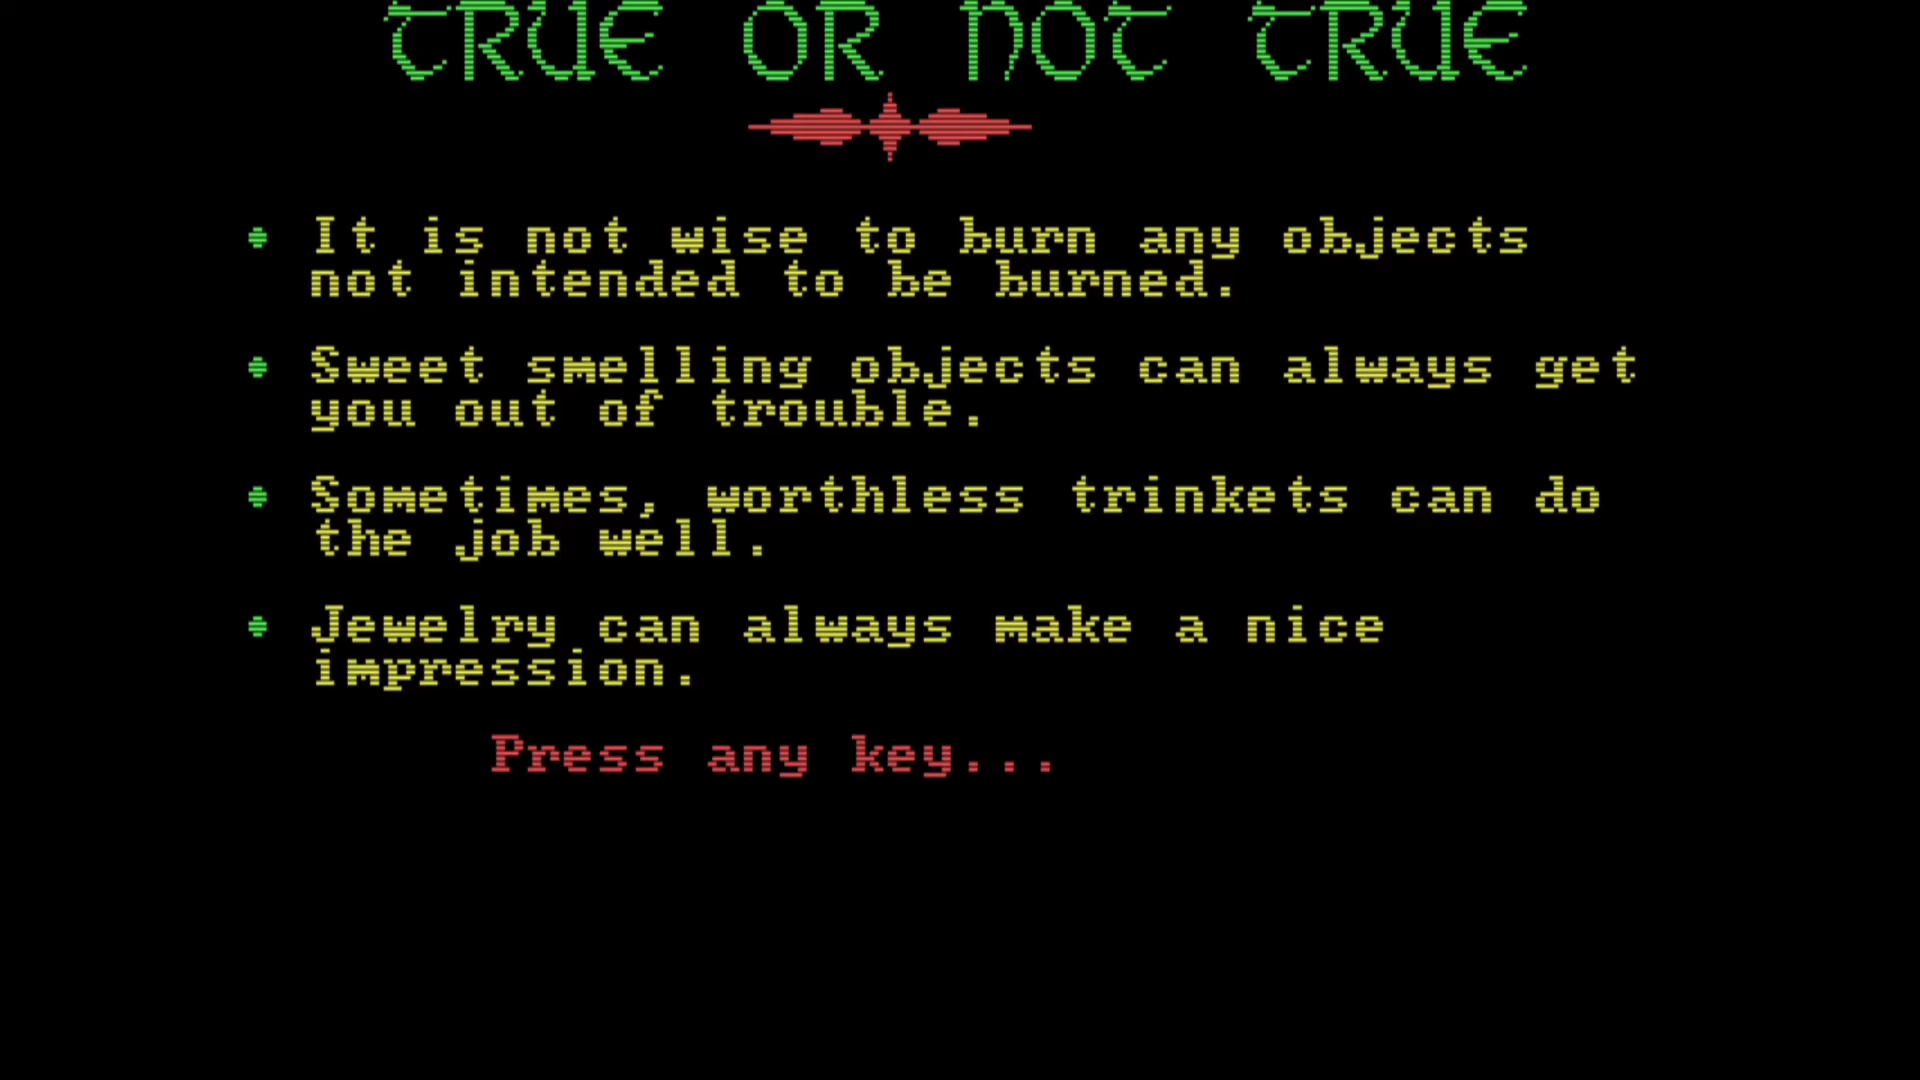 TRUE OR NOT TRUE
• It is not wise to burn any objects
not intended to be burned.
• Sweet smelling objects can always get
you out of trouble.
• Sometimes, worthless trinkets can do
the job well.
• Jewelry can always make a nice
impression.
Press any key...